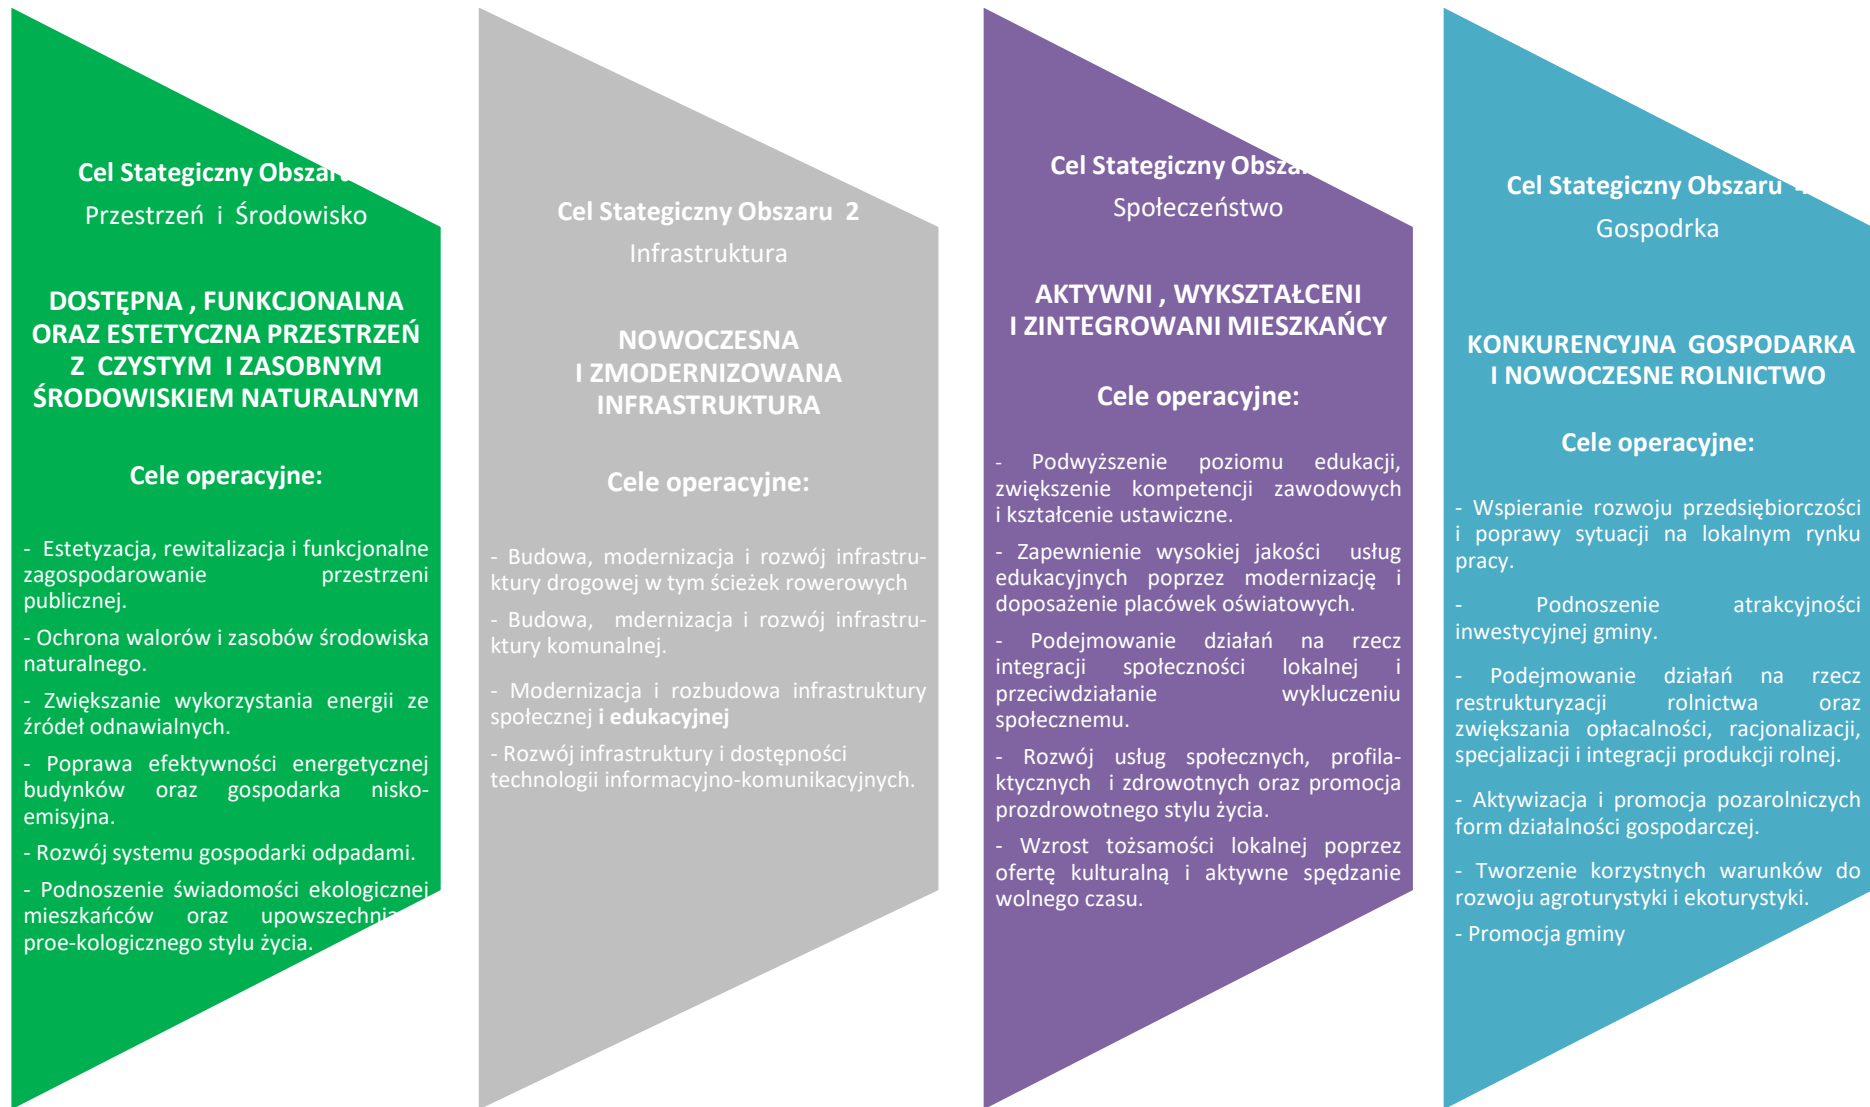 Cel Stategiczny Obszaru
Przestrzeń i Środowisko
DOSTĘPNA , FUNKCJONALNA
ORAZ ESTETYCZNA PRZESTRZEŃ
Z CZYSTYM I ZASOBNYM
ŚRODOWISKIEM NATURALNYM
Cele operacyjne:
- Estetyzacja, rewitalizacja i funkcjonalne
zagospodarowanie przestrzeni
publicznej.
- Ochrona walorów i zasobów środowiska
naturalnego.
- Zwiększanie wykorzystania energii ze
źródeł odnawialnych.
- Poprawa efektywności energetycznej
budynków oraz gospodarka nisko-
emisyjna.
- Rozwój systemu gospodarki odpadami.
- Podnoszenie świadomości ekologicznej
mieszkańców oraz
proe-kologicznego stylu życia.
Cel Stategiczny Obszaru 2
Infrastruktura
NOWOCZESNA
I ZMODERNIZOWANA
INFRASTRUKTURA
Cele operacyjne:
- Budowa, modernizacja i rozwój infrastru-
ktury drogowej w tym ścieżek rowerowych
- Budowa, mdernizacja i rozwój infrastru-
ktury komunalnej.
- Modernizacja i rozbudowa infrastruktury
społecznej i edukacyjnej
- Rozwój infrastruktury i dostępności
technologii informacyjno-komunikacyjnych.
Cel Stategiczny
Społeczeństwo
AKTYWNI , WYKSZTAŁCENI
I ZINTEGROWANI MIESZKAŃCY
Cele operacyjne:
- Podwyższenie poziomu edukacji,
zwiększenie kompetencji zawodowych
i kształcenie ustawiczne.
- Zapewnienie wysokiej jakości usług
edukacyjnych poprzez modernizację i
doposażenie placówek oświatowych.
- Podejmowanie działań na rzecz
integracji społeczności lokalnej i
przeciwdziałanie wykluczeniu
społecznemu.
- Rozwój usług społecznych, profila-
ktycznych i zdrowotnych oraz promocja
prozdrowotnego stylu życia.
- Wzrost tożsamości lokalnej poprzez
ofertę kulturalną i aktywne spędzanie
wolnego czasu.
Cel Stategiczny Obszaru
Gospodrka
KONKURENCYJNA GOSPODARKA
I NOWOCZESNE ROLNICTWO
Cele operacyjne:
- Wspieranie rozwoju przedsiębiorczości
i poprawy sytuacji na lokalnym rynku
pracy.
- Podnoszenie atrakcyjności
inwestycyjnej gminy.
- Podejmowanie działań na rzecz
restrukturyzacji rolnictwa oraz
zwiększania opłacalności, racjonalizacji,
specjalizacji i integracji produkcji rolnej.
- Aktywizacja i promocja pozarolniczych
form działalności gospodarczej.
- Tworzenie korzystnych warunków do
rozwoju agroturystyki i ekoturystyki.
- Promocja gminy